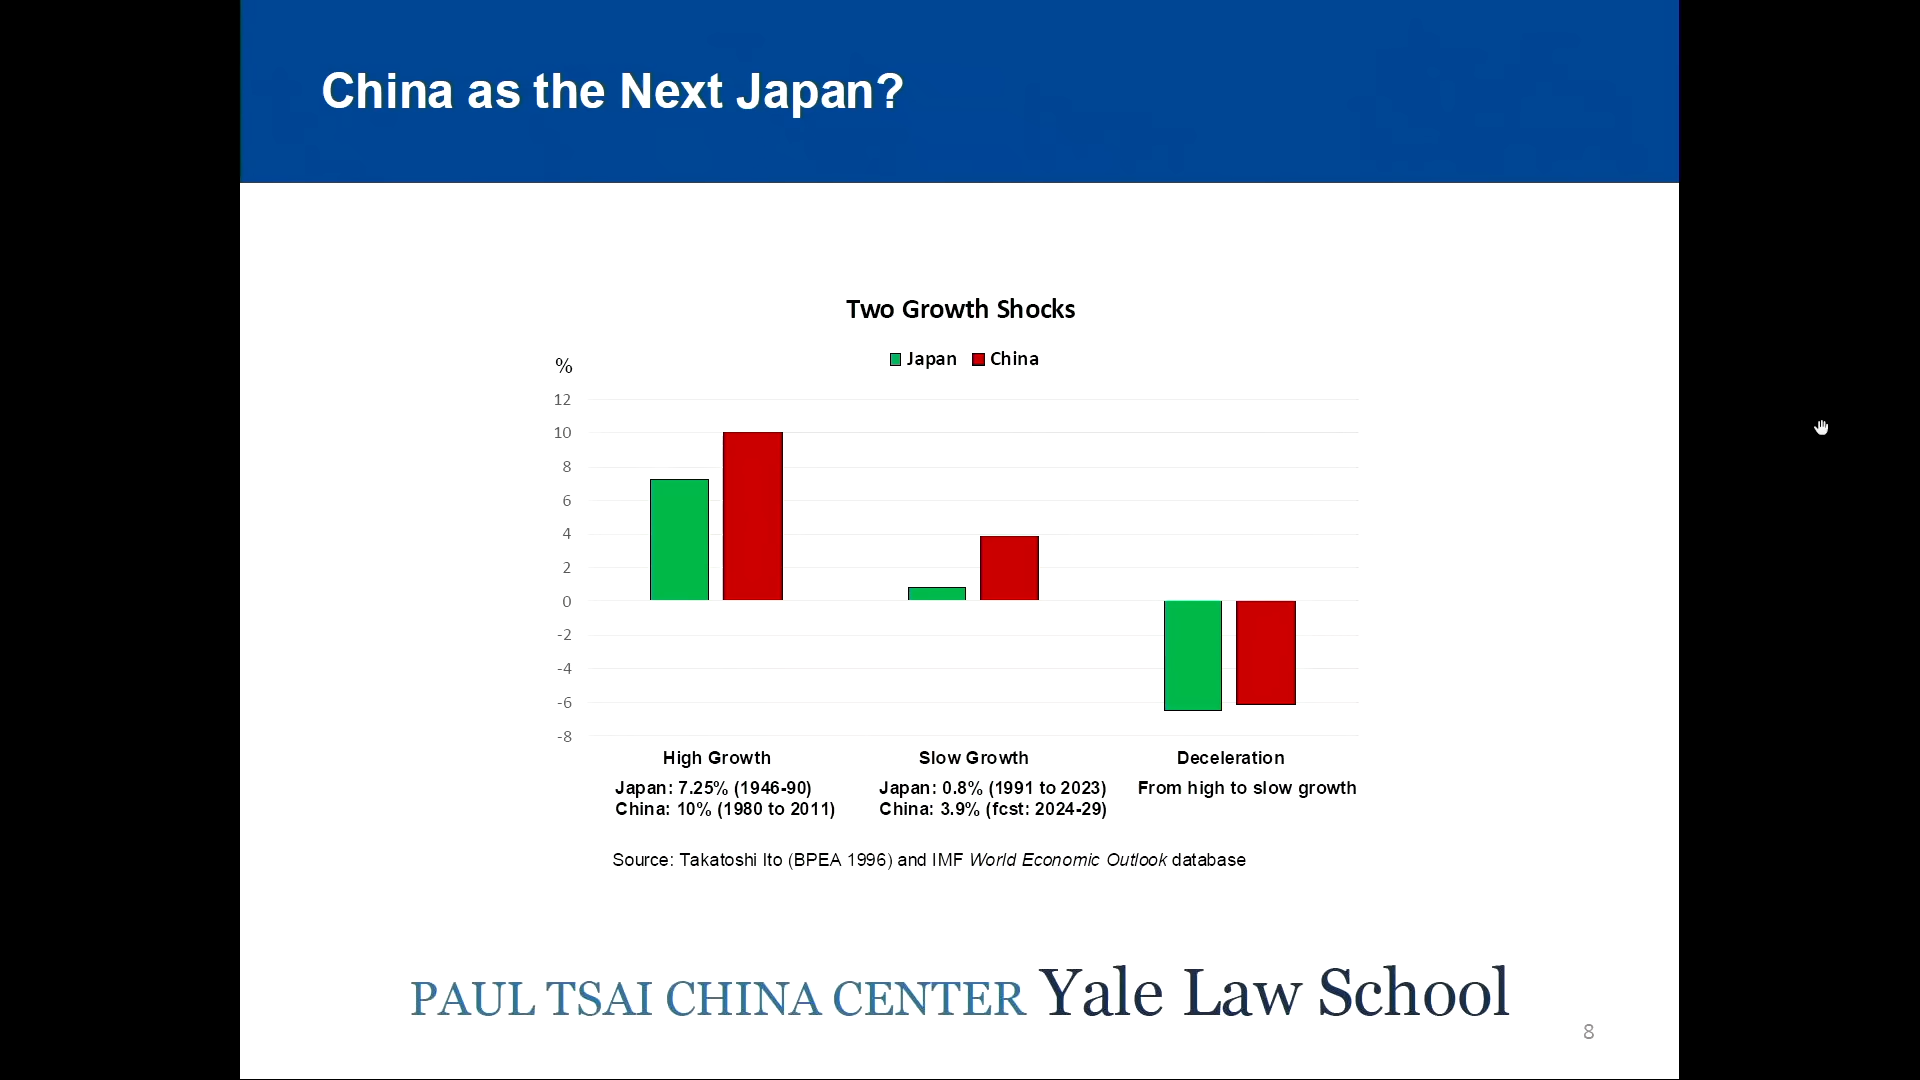 China as the Next Japan?
Two Growth Shocks
Japan China
%
12
10
8
6
4
2
0
-2
-4
-6
-8
High Growth Slow Growth Deceleration
Japan: 7.25% (1946-90) Japan: 0.8% (1991 to 2023) From high to slow growth
China: 10% (1980 to 2011) China: 3.9% (fcst: 2024-29)
Source: Takatoshi Ito (BPEA 1996) and IMF World Economic Outlook database
PAUL TSAI CHINA CENTER Yale Law School
8